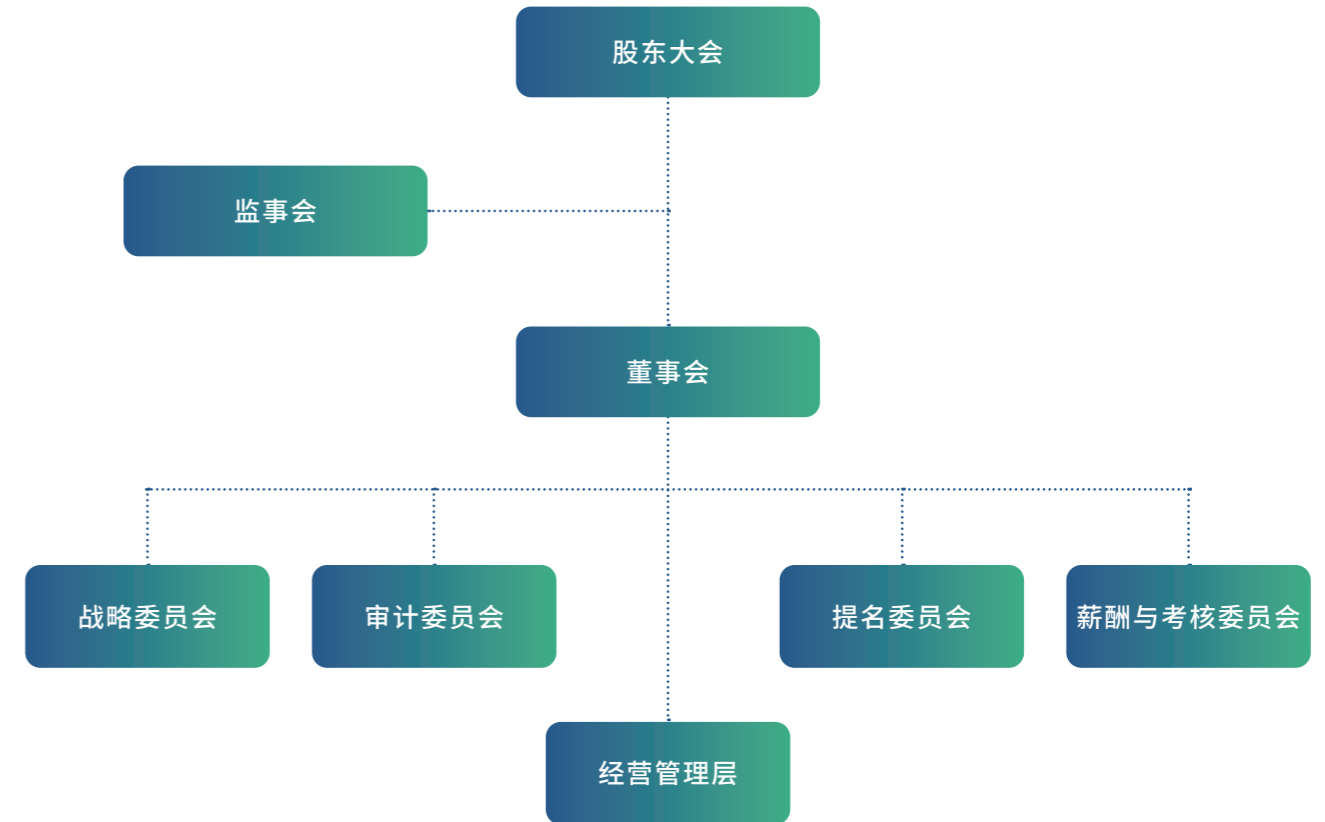 股东大会
监事会
董事会
战略委员会
审计委员会
提名委员会
薪酬与考核委员会
经营管理层